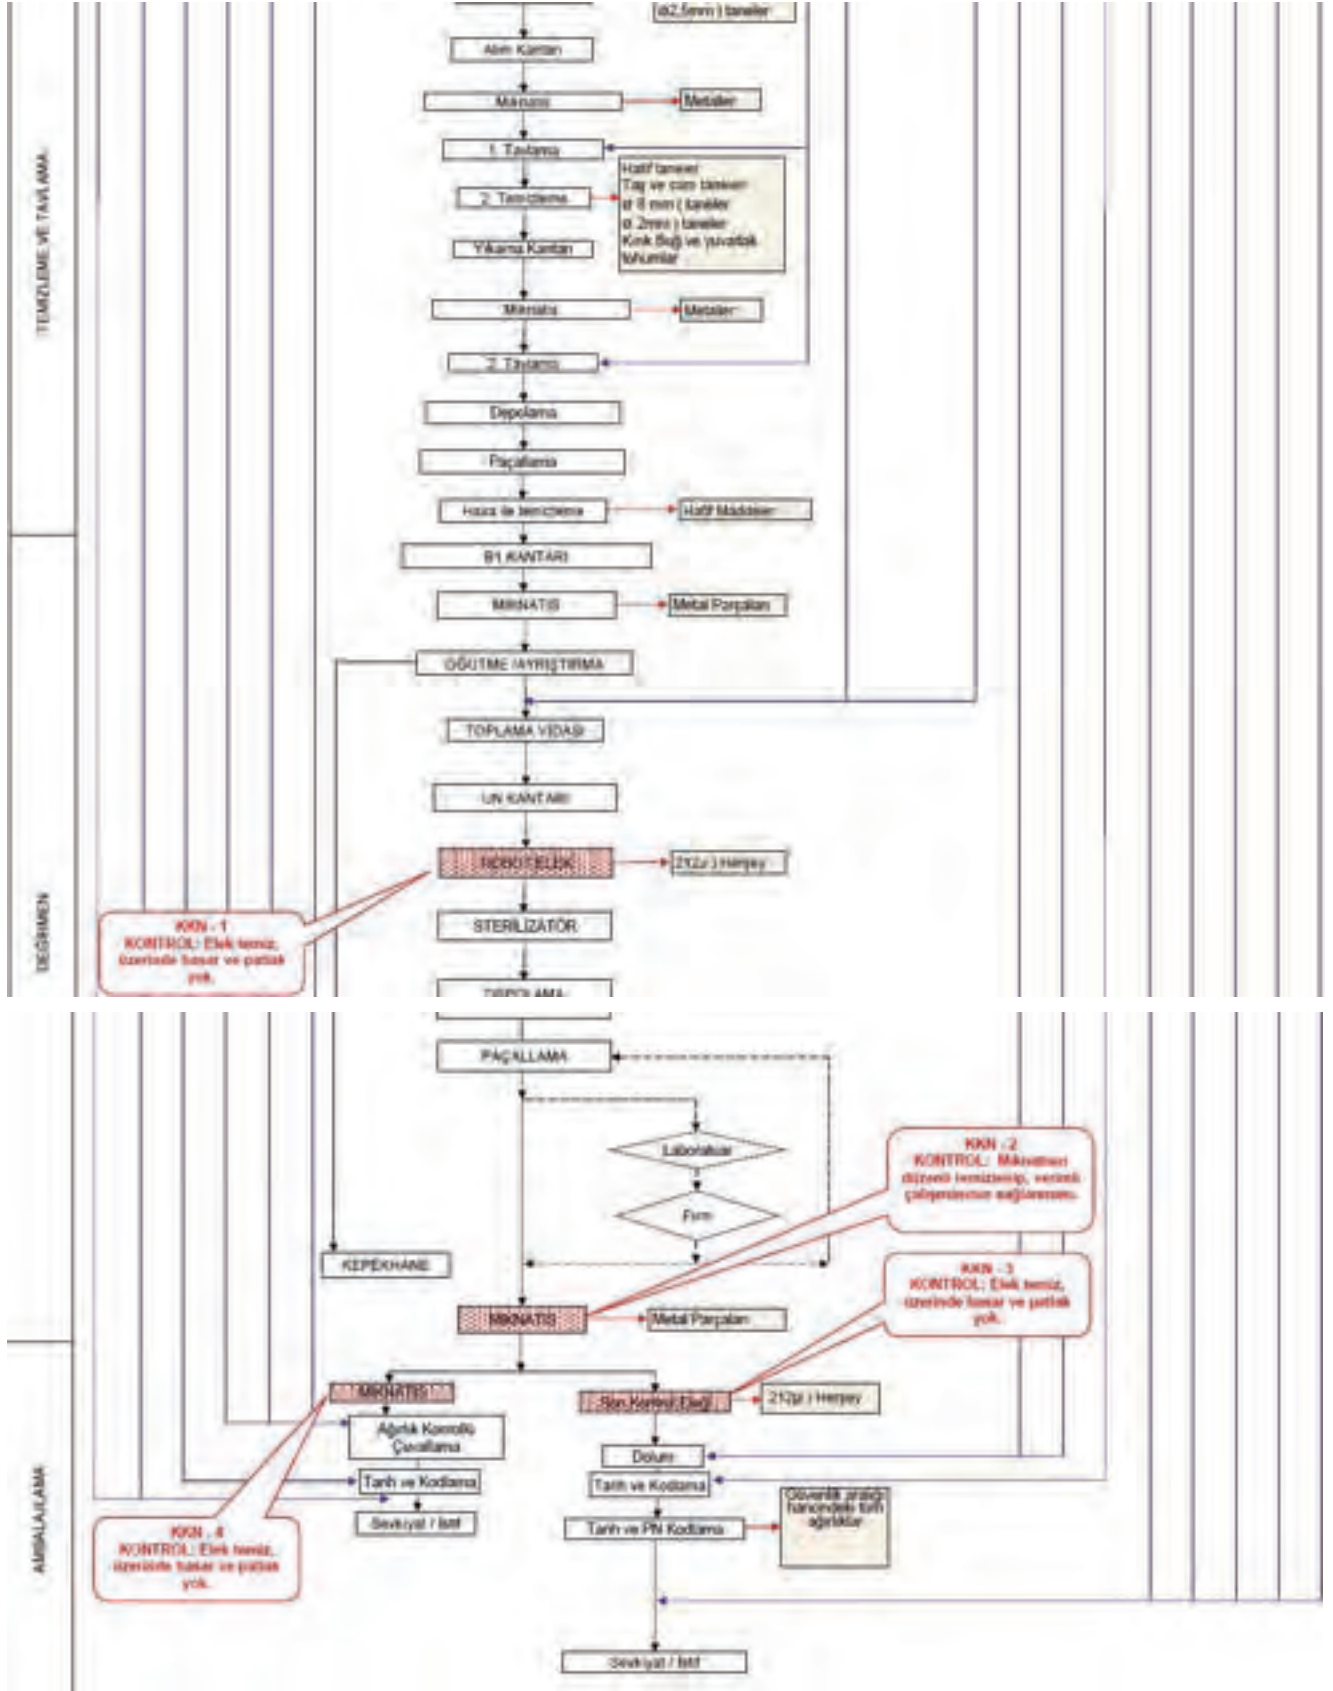 (ø2,5mm ) taneler
Alım Kantarı
Mıknatıs
Metaller
1. Tavlama
Hafif taneler
Taş ve cam taneleri
2. Temizleme
ø 8 mm ( taneler
ø 2mm ) taneler
Kırık Buğ ve yuvarlak
tohumlar
Yıkama Kantarı
Mıknatıs
Metaller
2. Tavlama
Depolama
Paçallama
Hava ile temizleme
Hafif Maddeler
TEMİZLEME VE TAVLAMA
B1 KANTARI
MIKNATIS
Metal Parçaları
ÖĞÜTME /AYRIŞTIRMA
TOPLAMA VİDASI
UN KANTARI
ROBOT ELEK
212µ ) Herşey
KKN - 1
KONTROL: Elek temiz,
üzerinde hasar ve patlak
yok.
STERİLİZATÖR
DEPOLAMA
DEĞİRMEN
PAÇALLAMA
Laboratuar
Fırın
KKN - 2
KONTROL: Mıknatısın
düzenli temizlenip, verimli
çalışmasının sağlanması.
KEPEKHANE
KKN - 3
KONTROL: Elek temiz,
üzerinde hasar ve patlak
yok.
MIKNATIS
Metal Parçaları
MIKNATIS
Son Kontrol Eleği
212µ ) Herşey
Ağırlık Kontrollü
Çuvallama
Dolum
Tarih ve Kodlama
Tarih ve Kodlama
Güvenlik aralığı
haricindeki tüm
ağırlıklar
Sevkiyat / İstif
Tarih ve PN Kodlama
KKN - 4
KONTROL: Elek temiz,
üzerinde hasar ve patlak
yok.
AMBALAJLAMA
Sevkiyat / İstif